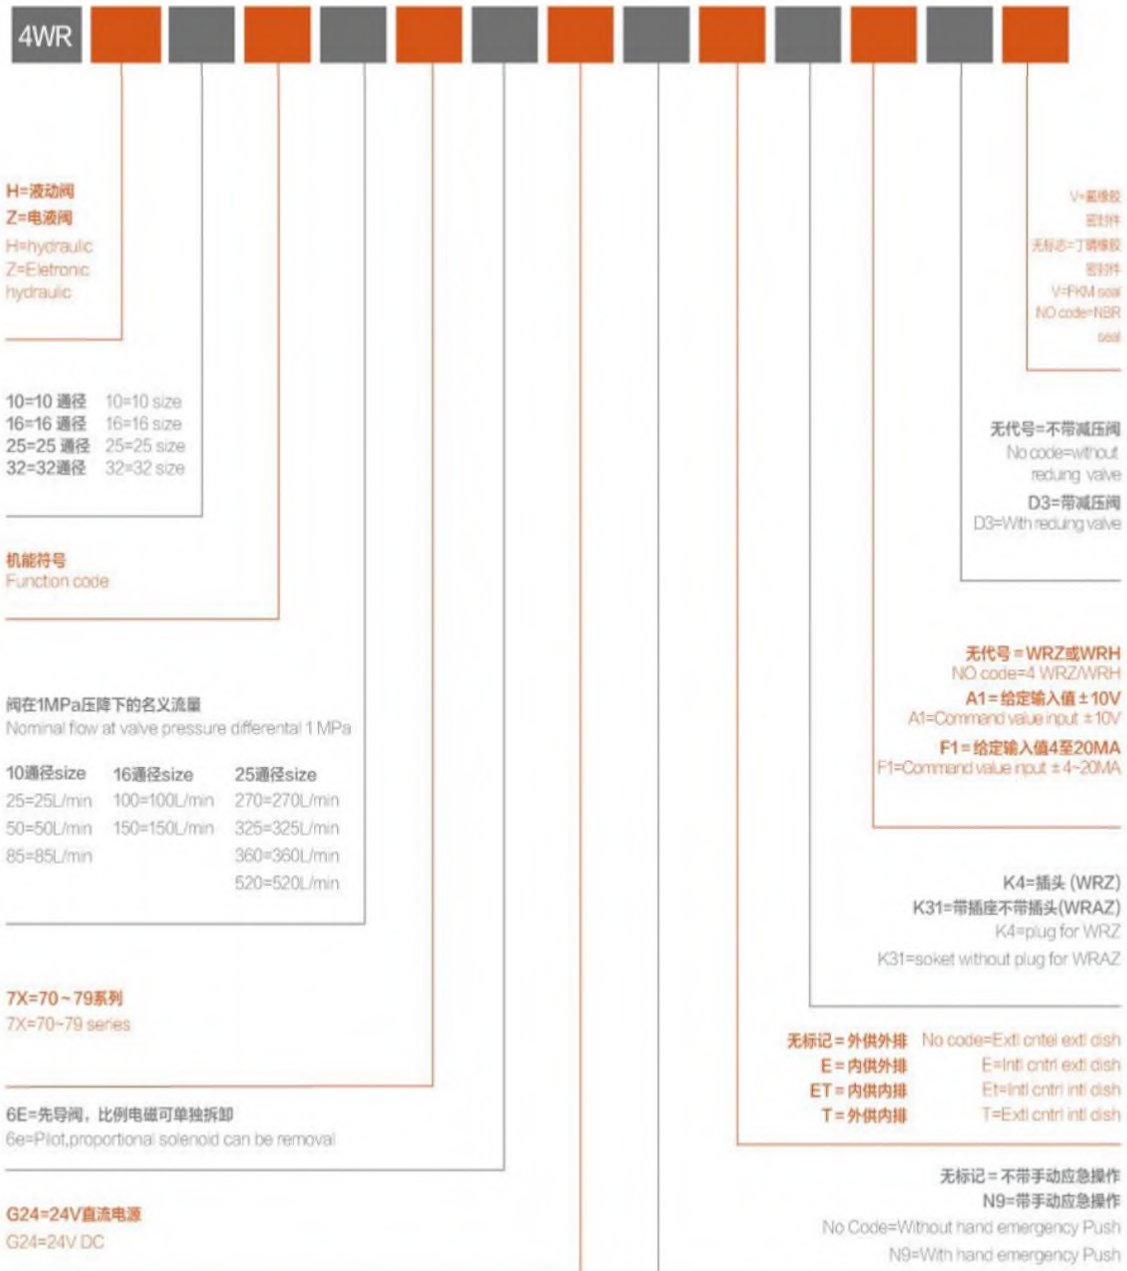 4WR
H=液动阀
Z=电液阀
H=hydraulic
Z=Eletronic
hydraulic
10=10 通径 10=10 size
16=16 通径 16=16 size
25=25 通径 25=25 size
32=32通径 32=32 size
机能符号
Function code
阀在1MPa压降下的名义流量
Nominal flow at valve pressure differental 1 MPa
10通径size 16通径size 25通径size
25=25L/min 100=100L/min 270=270L/min
50=50L/min 150=150L/min 325=325L/min
85=85L/min 360=360L/min
520=520L/min
7X=70~79系列
7X=70~79 series
6E=先导阀，比例电磁可单独拆卸
6e=Pilot,proportional solenoid can be removal
G24=24V直流电源
G24=24V DC
V=氟橡胶
密封件
无标志=丁腈橡胶
密封件
V=FKM seal
NO code=NBR
seal
无代号=不带减压阀
No code=without
reduing valve
D3=带减压阀
D3=With reduing valve
无代号=WRZ或WRH
NO code=4 WRZ/WRH
A1=给定输入值±10V
A1=Command value input ±10V
F1=给定输入值4至20MA
F1=Command value input ±4~20MA
K4=插头 (WRZ)
K31=带插座不带插头(WRAZ)
K4=plug for WRZ
K31=soket without plug for WRAZ
无标记=外供外排 No code=Extl cntel extl dish
E=内供外排 E=Intl cntrl extl dish
ET=内供内排 Et=Intl cntrl intl dish
T=外供内排 T=Extl cntrl intl dish
无标记=不带手动应急操作
N9=带手动应急操作
No Code=Without hand emergency Push
N9=With hand emergency Push